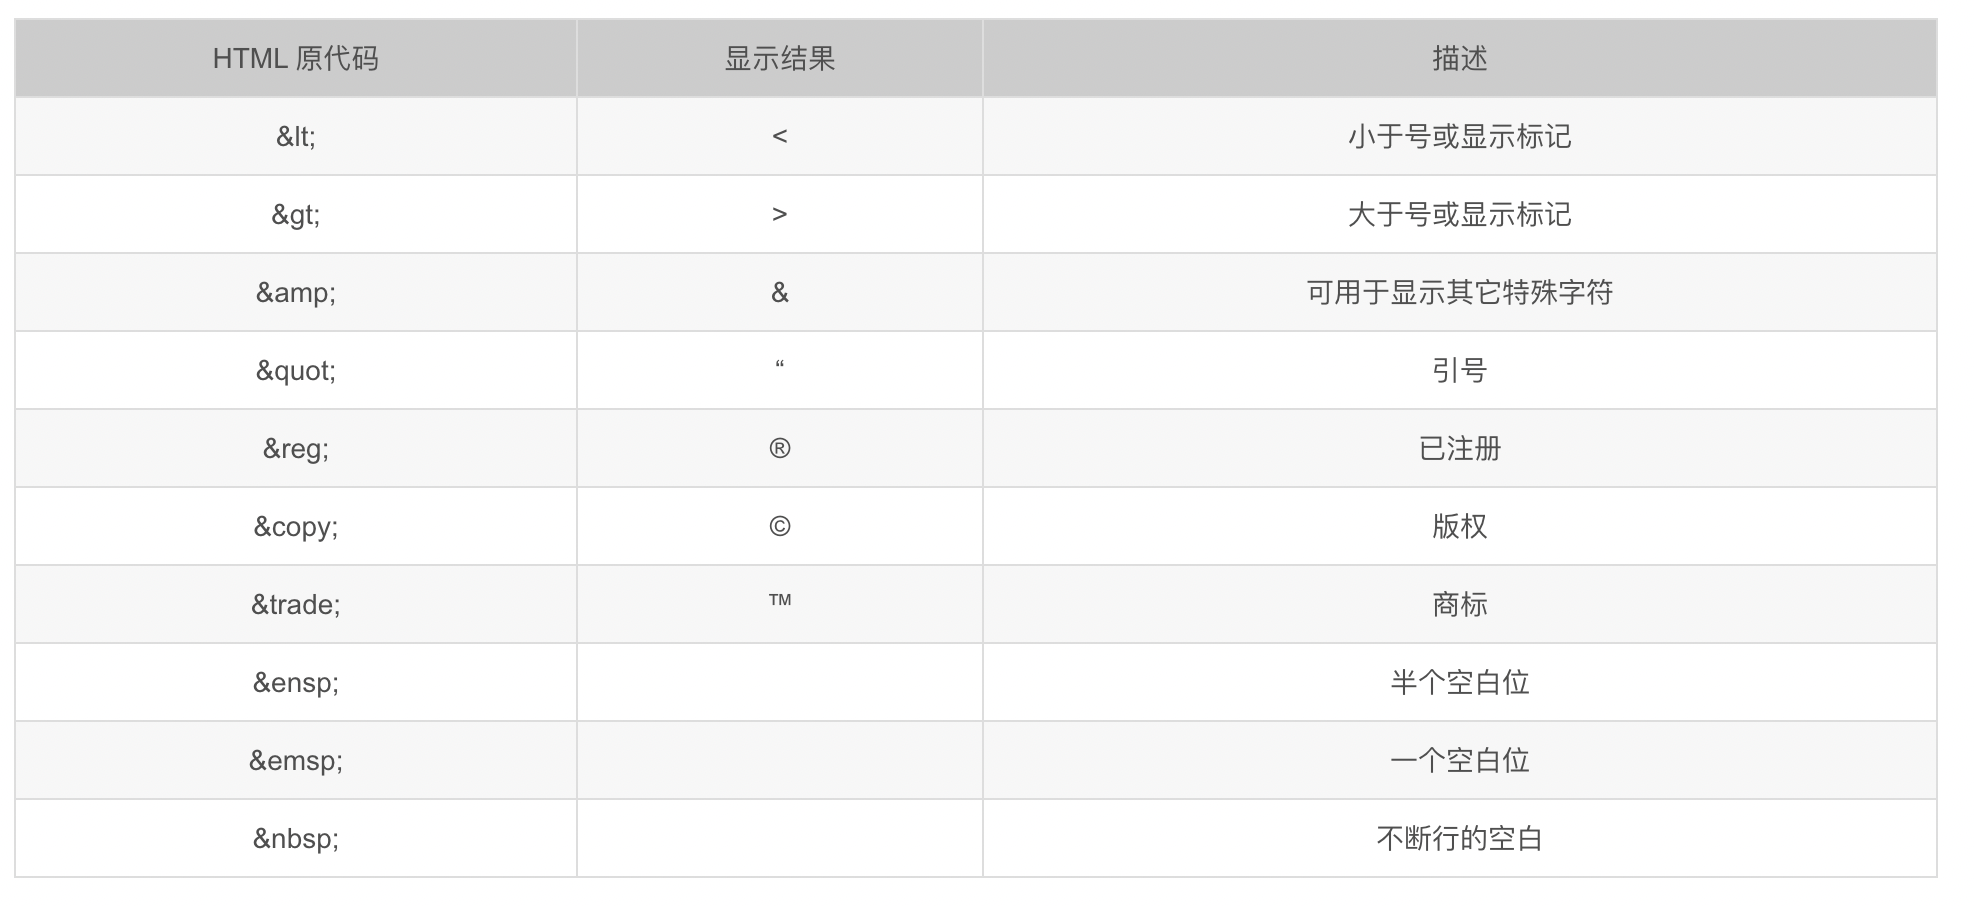 HTML 原代码 显示结果 描述
&lt; < 小于号或显示标记
&gt; > 大于号或显示标记
&amp; & 可用于显示其它特殊字符
&quot; “ 引号
&reg; ® 已注册
&copy; © 版权
&trade; ™ 商标
&ensp; 半个空白位
&emsp; 一个空白位
&nbsp; 不断行的空白